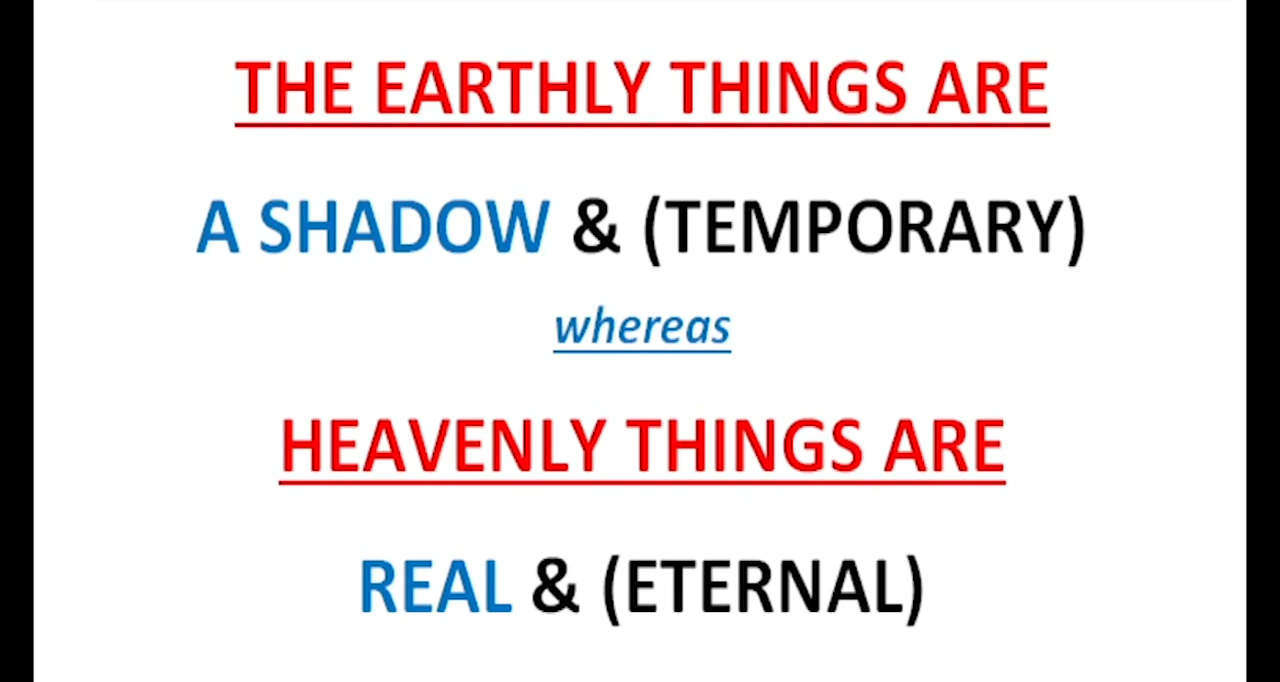 THE EARTHLY THINGS ARE
A SHADOW & (TEMPORARY)
whereas
HEAVENLY THINGS ARE
REAL & (ETERNAL)